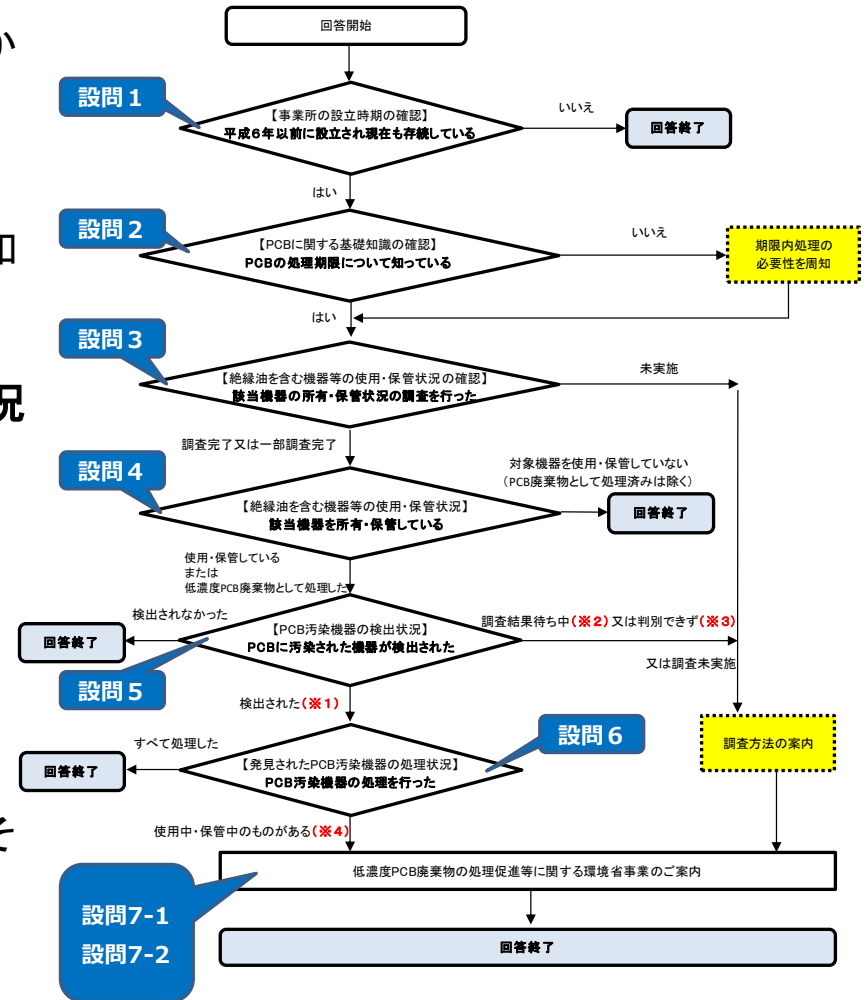 回答開始
か
設問１
【事業所の設立時期の確認】
平成６年以前に設立され現在も存続している
いいえ
回答終了
はい
設問２
【PCBに関する基礎知識の確認】
PCBの処理期限について知っている
いいえ
期限内処理の
必要性を周知
知
はい
設問３
【絶縁油を含む機器等の使用・保管状況の確認】
該当機器の所有・保管状況の調査を行った
未実施
況
調査完了又は一部調査完了
設問４
【絶縁油を含む機器等の使用・保管状況】
該当機器を所有・保管している
対象機器を使用・保管していない
（PCB廃棄物として処理済みは除く）
回答終了
使用・保管している
または
低濃度PCB廃棄物として処理した
検出されなかった
回答終了
【PCB汚染機器の検出状況】
PCBに汚染された機器が検出された
調査結果待ち中（※２）又は判別できず（※３）
又は調査未実施
設問５
検出された（※１）
設問６
すべて処理した
回答終了
【発見されたPCB汚染機器の処理状況】
PCB汚染機器の処理を行った
調査方法の案内
使用中・保管中のものがある（※４）
そ
低濃度PCB廃棄物の処理促進等に関する環境省事業のご案内
設問7-1
設問7-2
回答終了